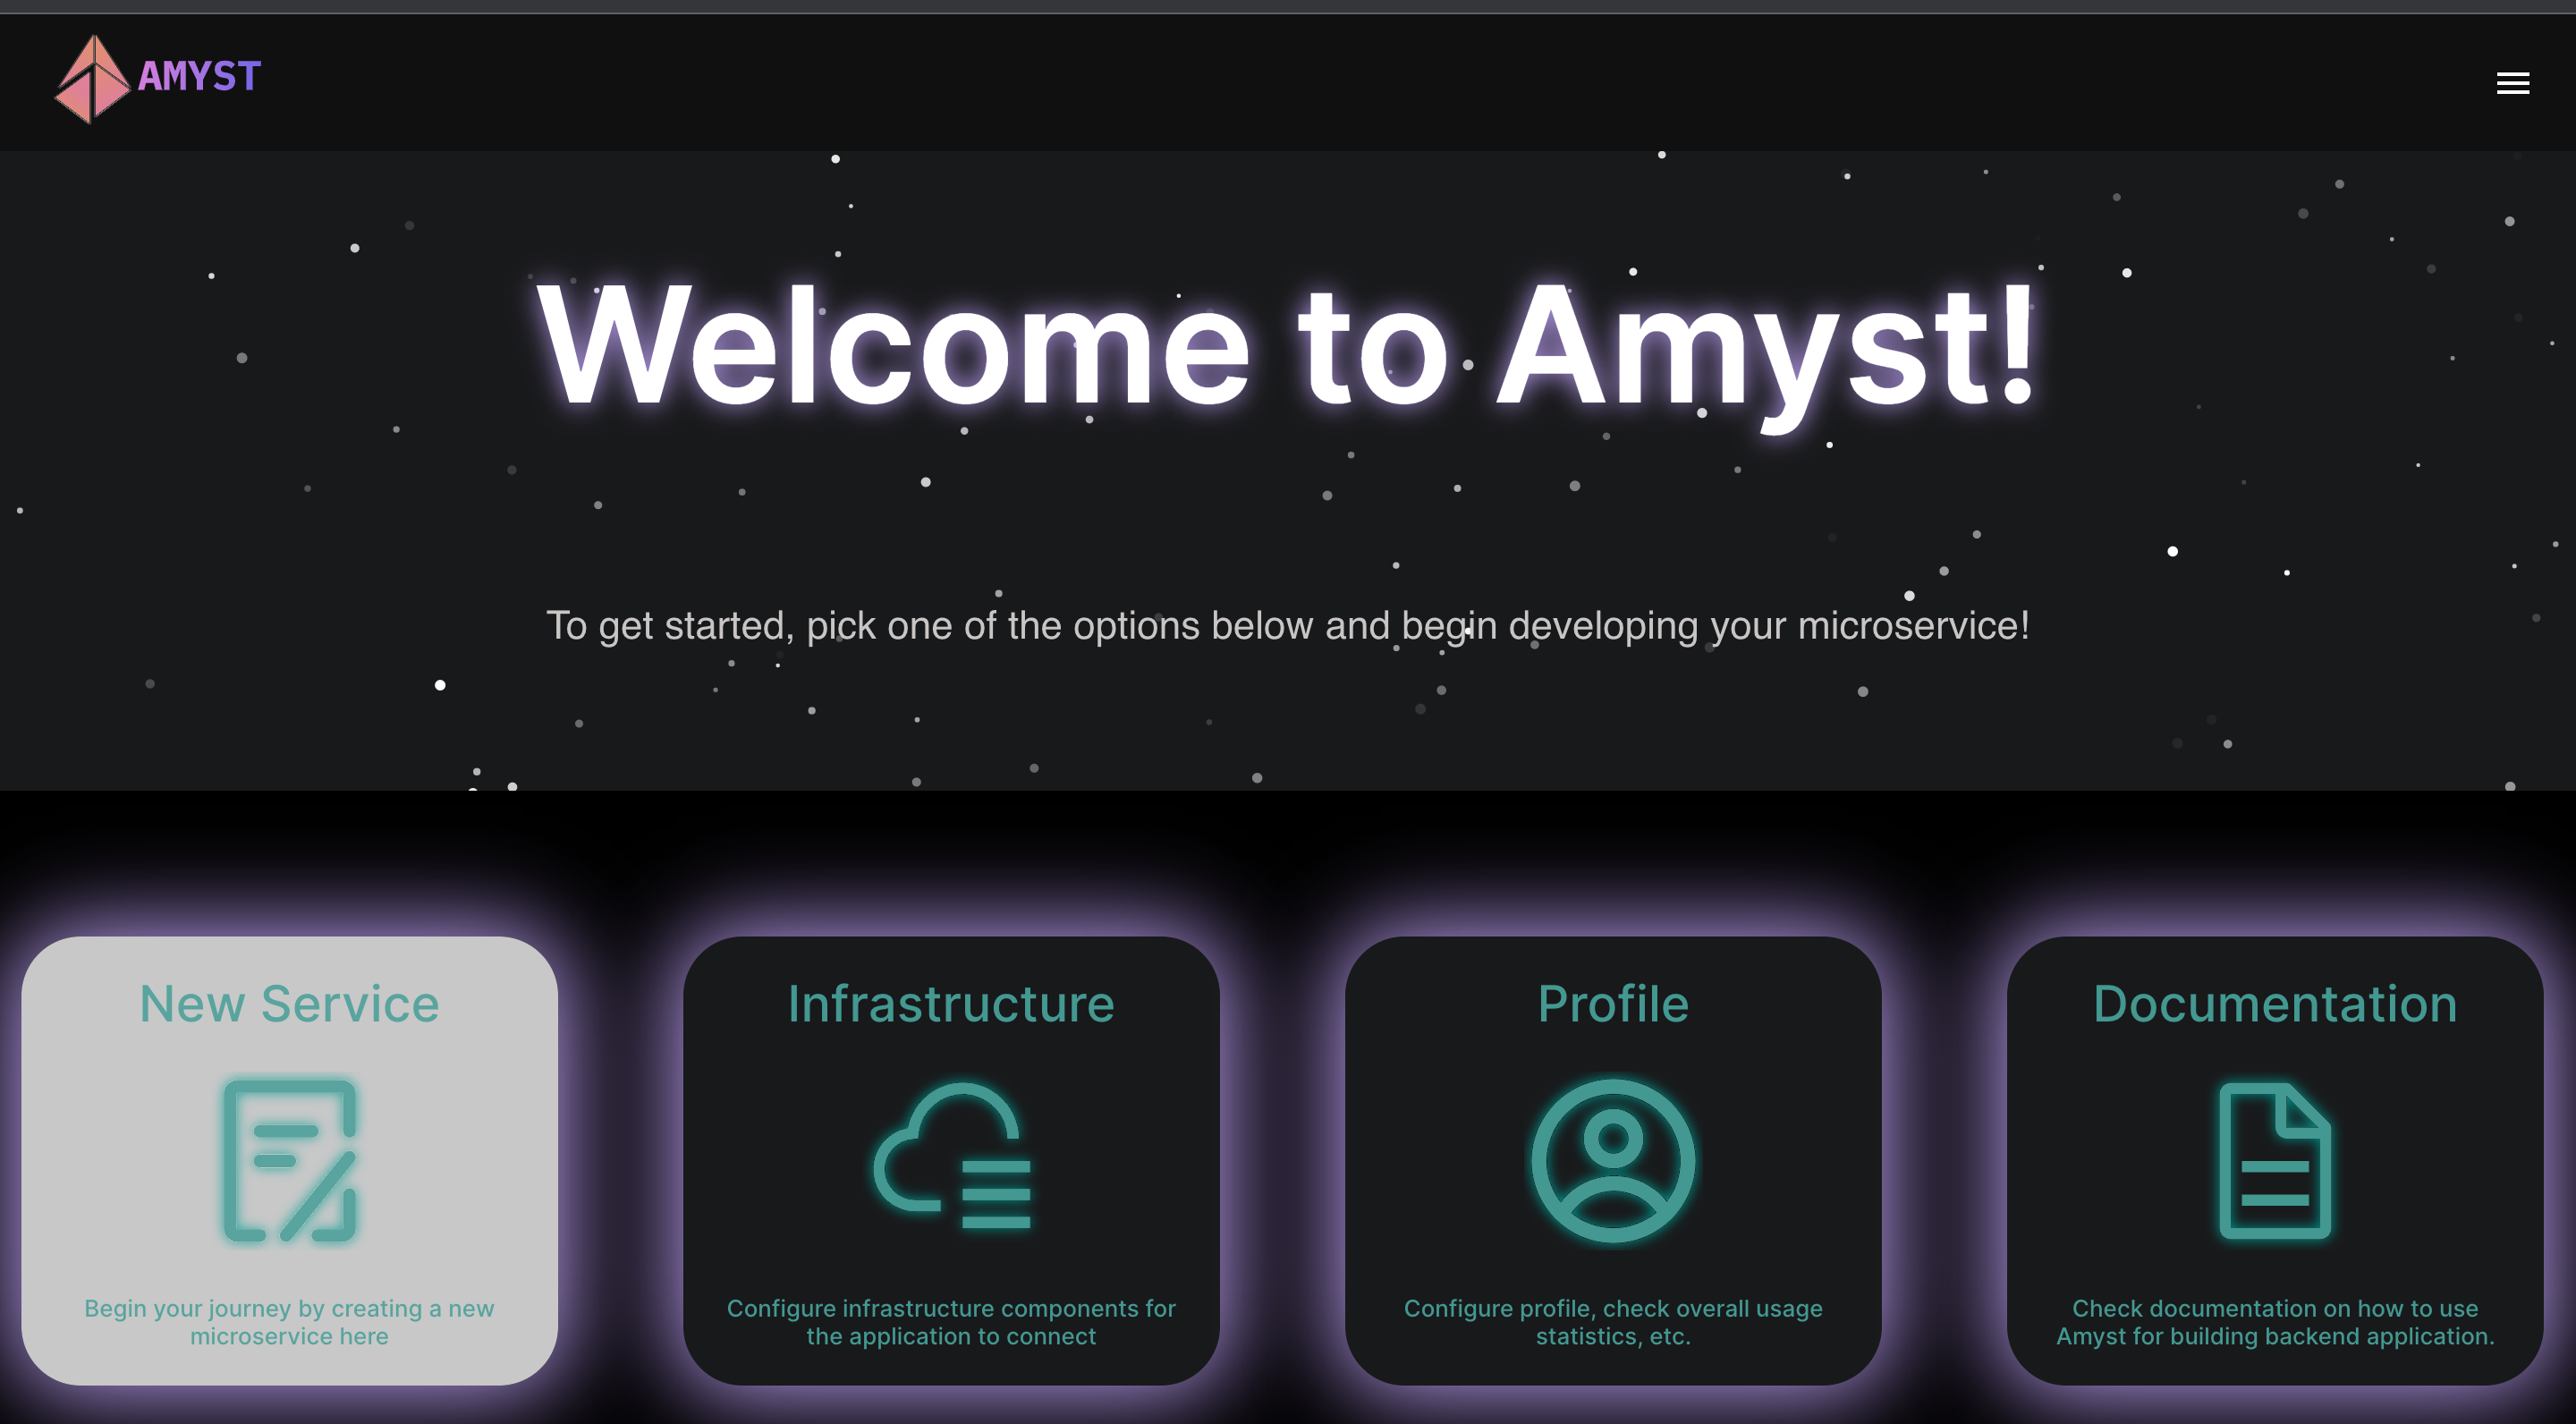 AMYST
Welcome to Amyst!
To get started, pick one of the options below and begin developing your microservice!
New Service
Begin your journey by creating a new
microservice here
Infrastructure
Configure infrastructure components for
the application to connect
Profile
Configure profile, check overall usage
statistics, etc.
Documentation
Check documentation on how to use
Amyst for building backend application.